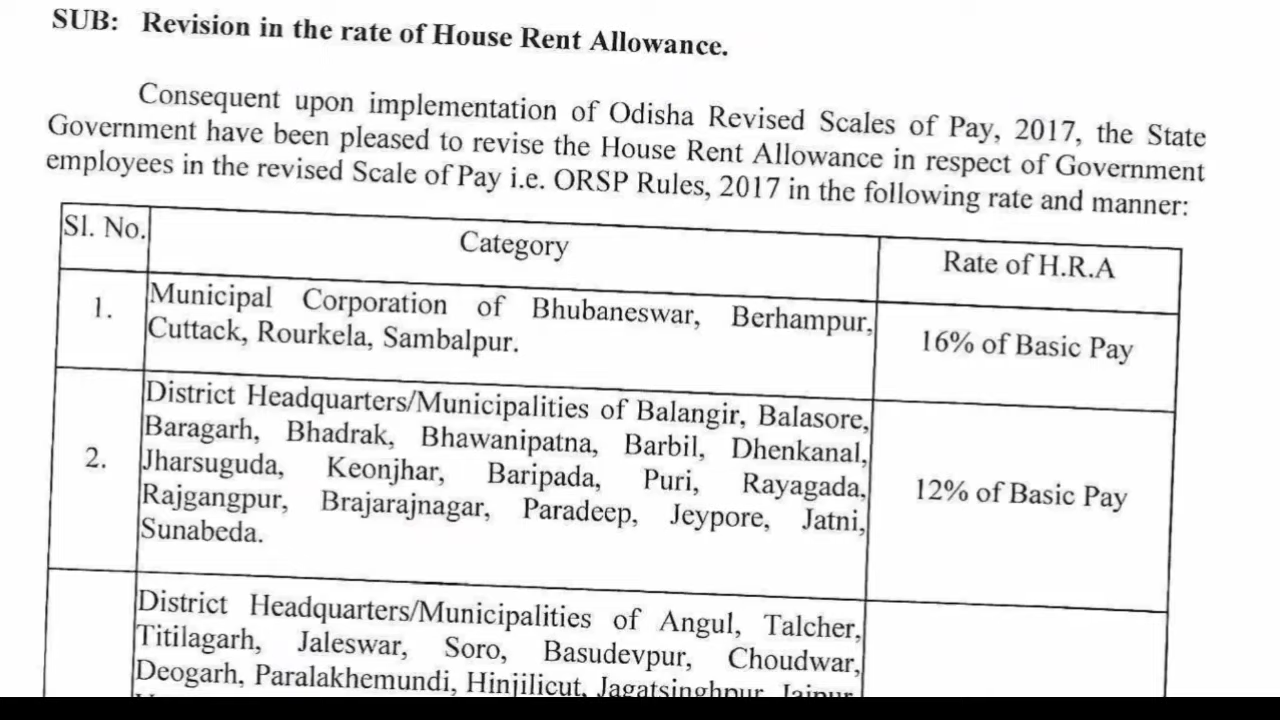 SUB: Revision in the rate of House Rent Allowance.
Consequent upon implementation of Odisha Revised Scales of Pay, 2017, the State
Government have been pleased to revise the House Rent Allowance in respect of Government
employees in the revised Scale of Pay i.e. ORSP Rules, 2017 in the following rate and manner:
Sl. No.
Category
Rate of H.R.A
1.
Municipal Corporation of Bhubaneswar, Berhampur,
Cuttack, Rourkela, Sambalpur.
16% of Basic Pay
2.
District Headquarters/Municipalities of Balangir, Balasore,
Baragarh, Bhadrak, Bhawanipatna, Barbil, Dhenkanal,
Jharsuguda, Keonjhar, Baripada, Puri, Rayagada,
Rajgangpur, Brajarajnagar, Paradeep, Jeypore, Jatni,
Sunabeda.
12% of Basic Pay
District Headquarters/Municipalities of Angul, Talcher,
Titilagarh, Jaleswar, Soro, Basudevpur, Choudwar,
Deogarh, Paralakhemundi, Hinjilicut, Jagatsinghpur, Jajpur,